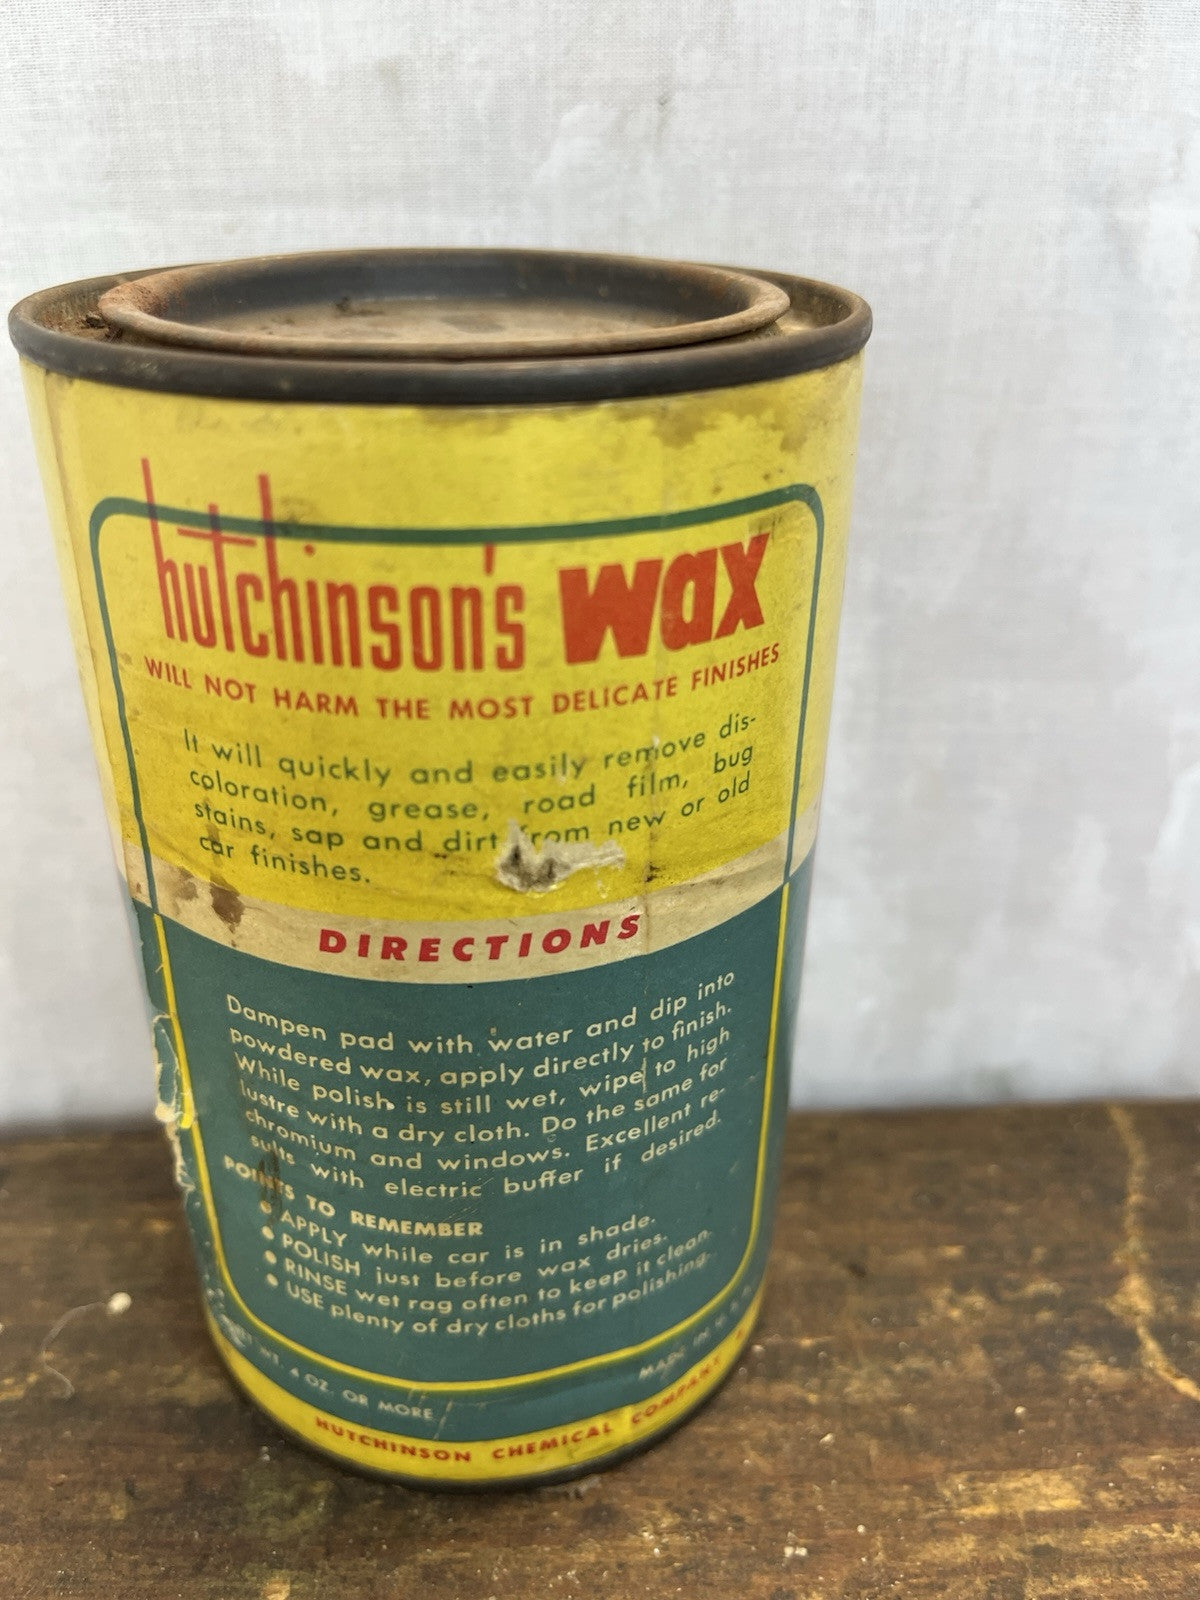 hutchinson's wax
WILL NOT HARM THE MOST DELICATE FINISHES
It will quickly and easily remove dis-
coloration, grease, road film, bug
stains, sap and dirt from new or old
car finishes.
DIRECTIONS
Dampen pad with water and dip into
powdered wax, apply directly to finish.
While polish is still wet, wipe to high
lustre with a dry cloth. Do the same for
chromium and windows. Excellent re-
sults with electric buffer if desired.
POINTS TO REMEMBER
• APPLY while car is in shade.
• POLISH just before wax dries.
• RINSE wet rag often to keep it clean.
• USE plenty of dry cloths for polishing.
NET WT. 4 OZ. OR MORE MADE IN U.S.A.
HUTCHINSON CHEMICAL COMPANY